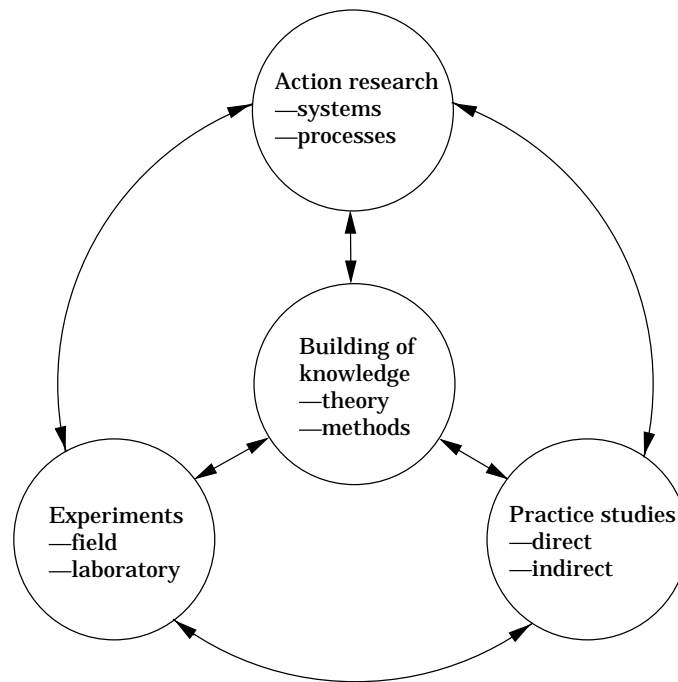 Action research
—systems
—processes
Building of
knowledge
—theory
—methods
Experiments
—field
—laboratory
Practice studies
—direct
—indirect